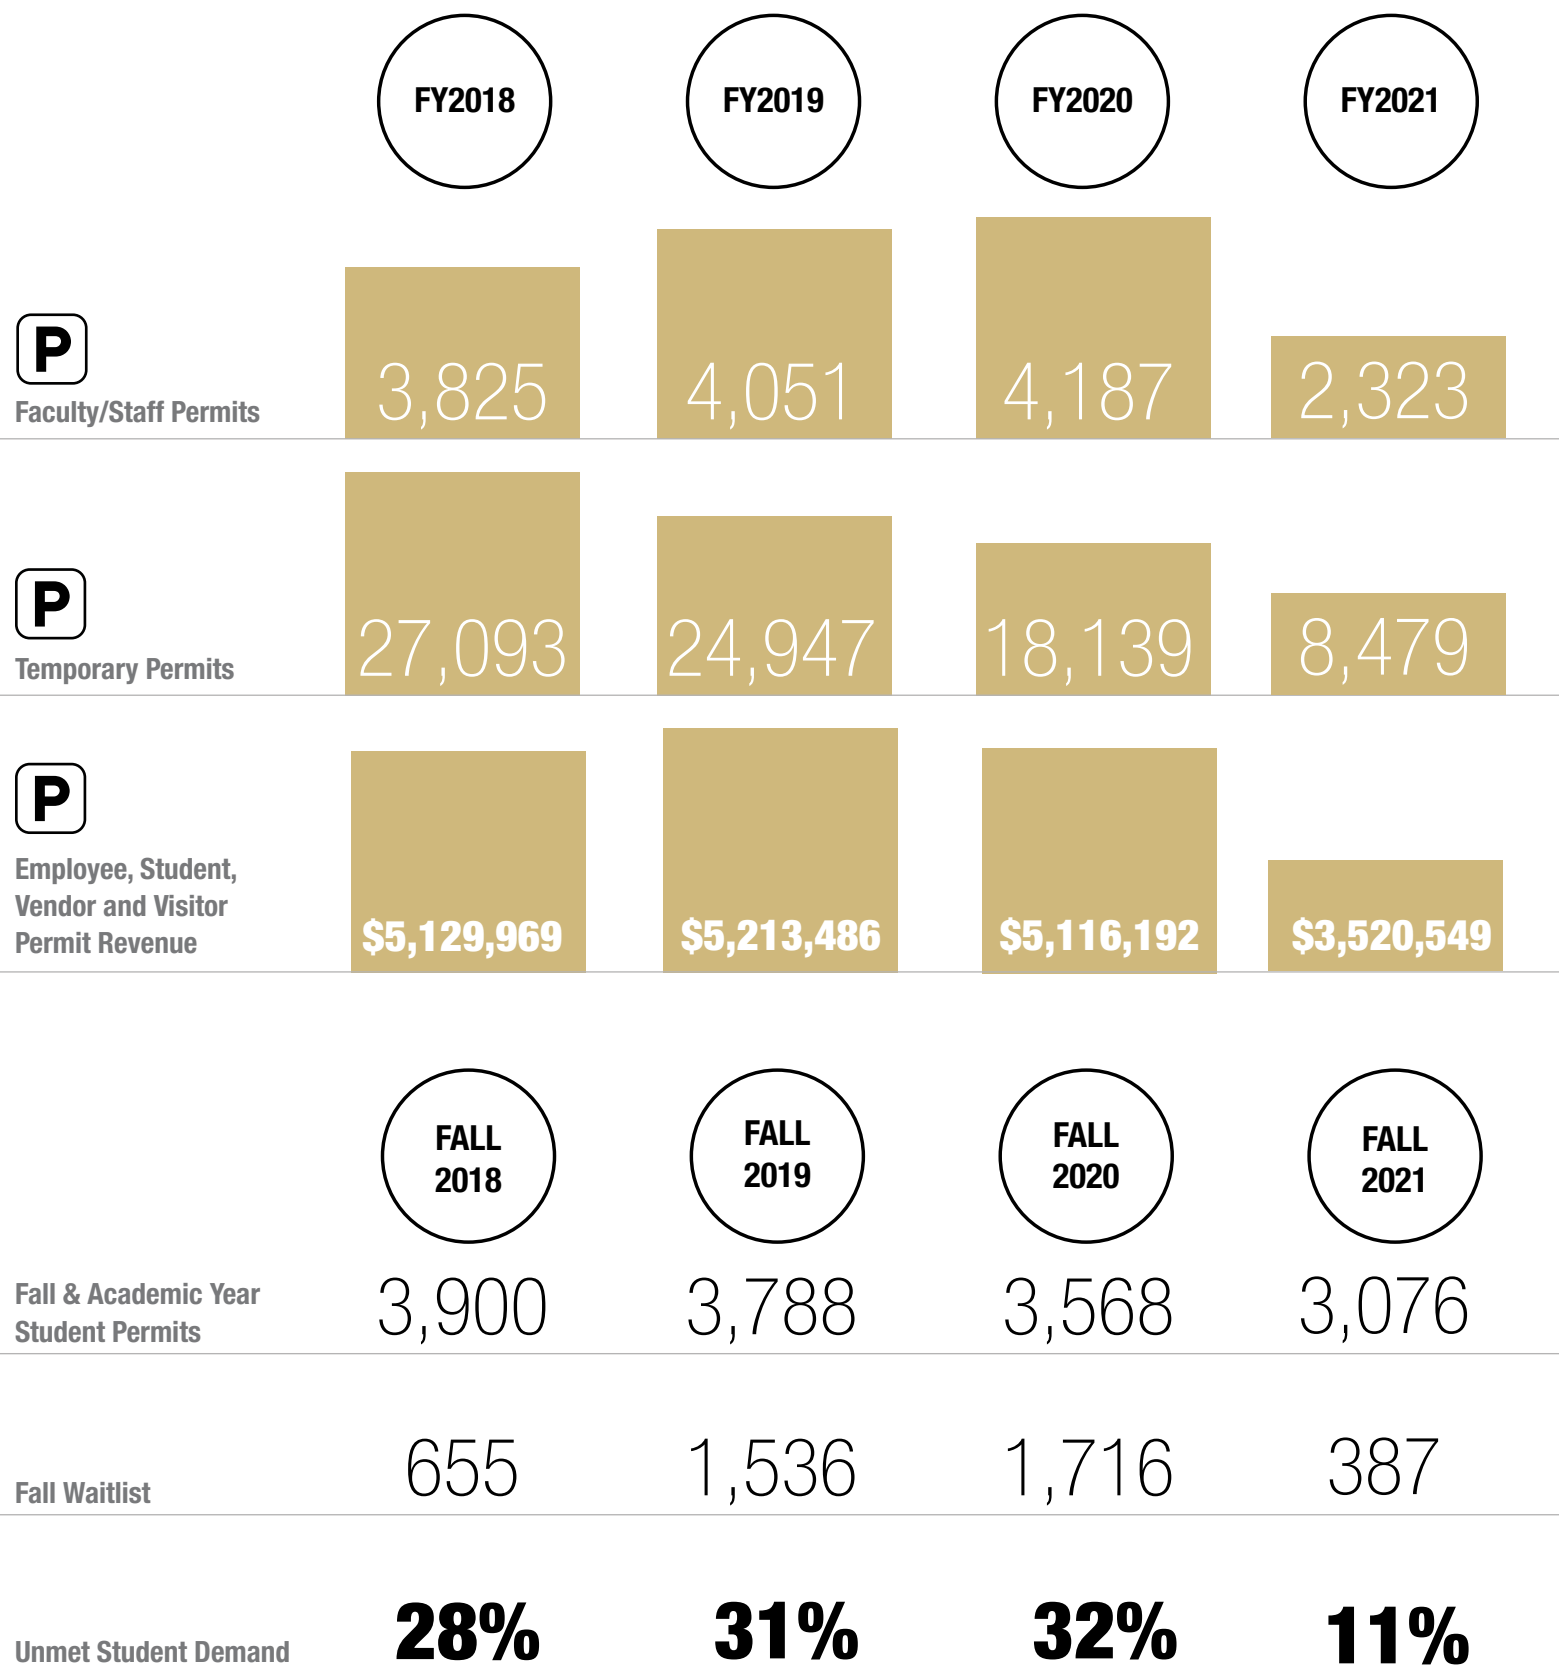 FY2018 FY2019 FY2020 FY2021
P
3,825 4,051 4,187 2,323
Faculty/Staff Permits
P
27,093 24,947 18,139 8,479
Temporary Permits
P
Employee, Student,
Vendor and Visitor
Permit Revenue
$5,129,969 $5,213,486 $5,116,192 $3,520,549
FALL
2018
FALL
2019
FALL
2020
FALL
2021
Fall & Academic Year
Student Permits
3,900 3,788 3,568 3,076
Fall Waitlist
655 1,536 1,716 387
Unmet Student Demand
28% 31% 32% 11%